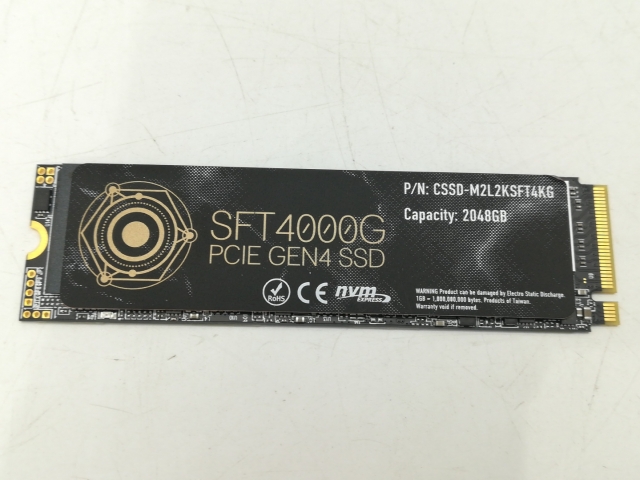 SFT4000G
PCIE GEN4 SSD
RoHS
CE
nvm
EXPRESS
P/N: CSSD-M2L2KSFT4KG
Capacity: 2048GB
WARNING Product can be damaged by Electro Static Discharge.
1GB = 1,000,000,000 bytes. Products of Taiwan.
Warranty void if removed.